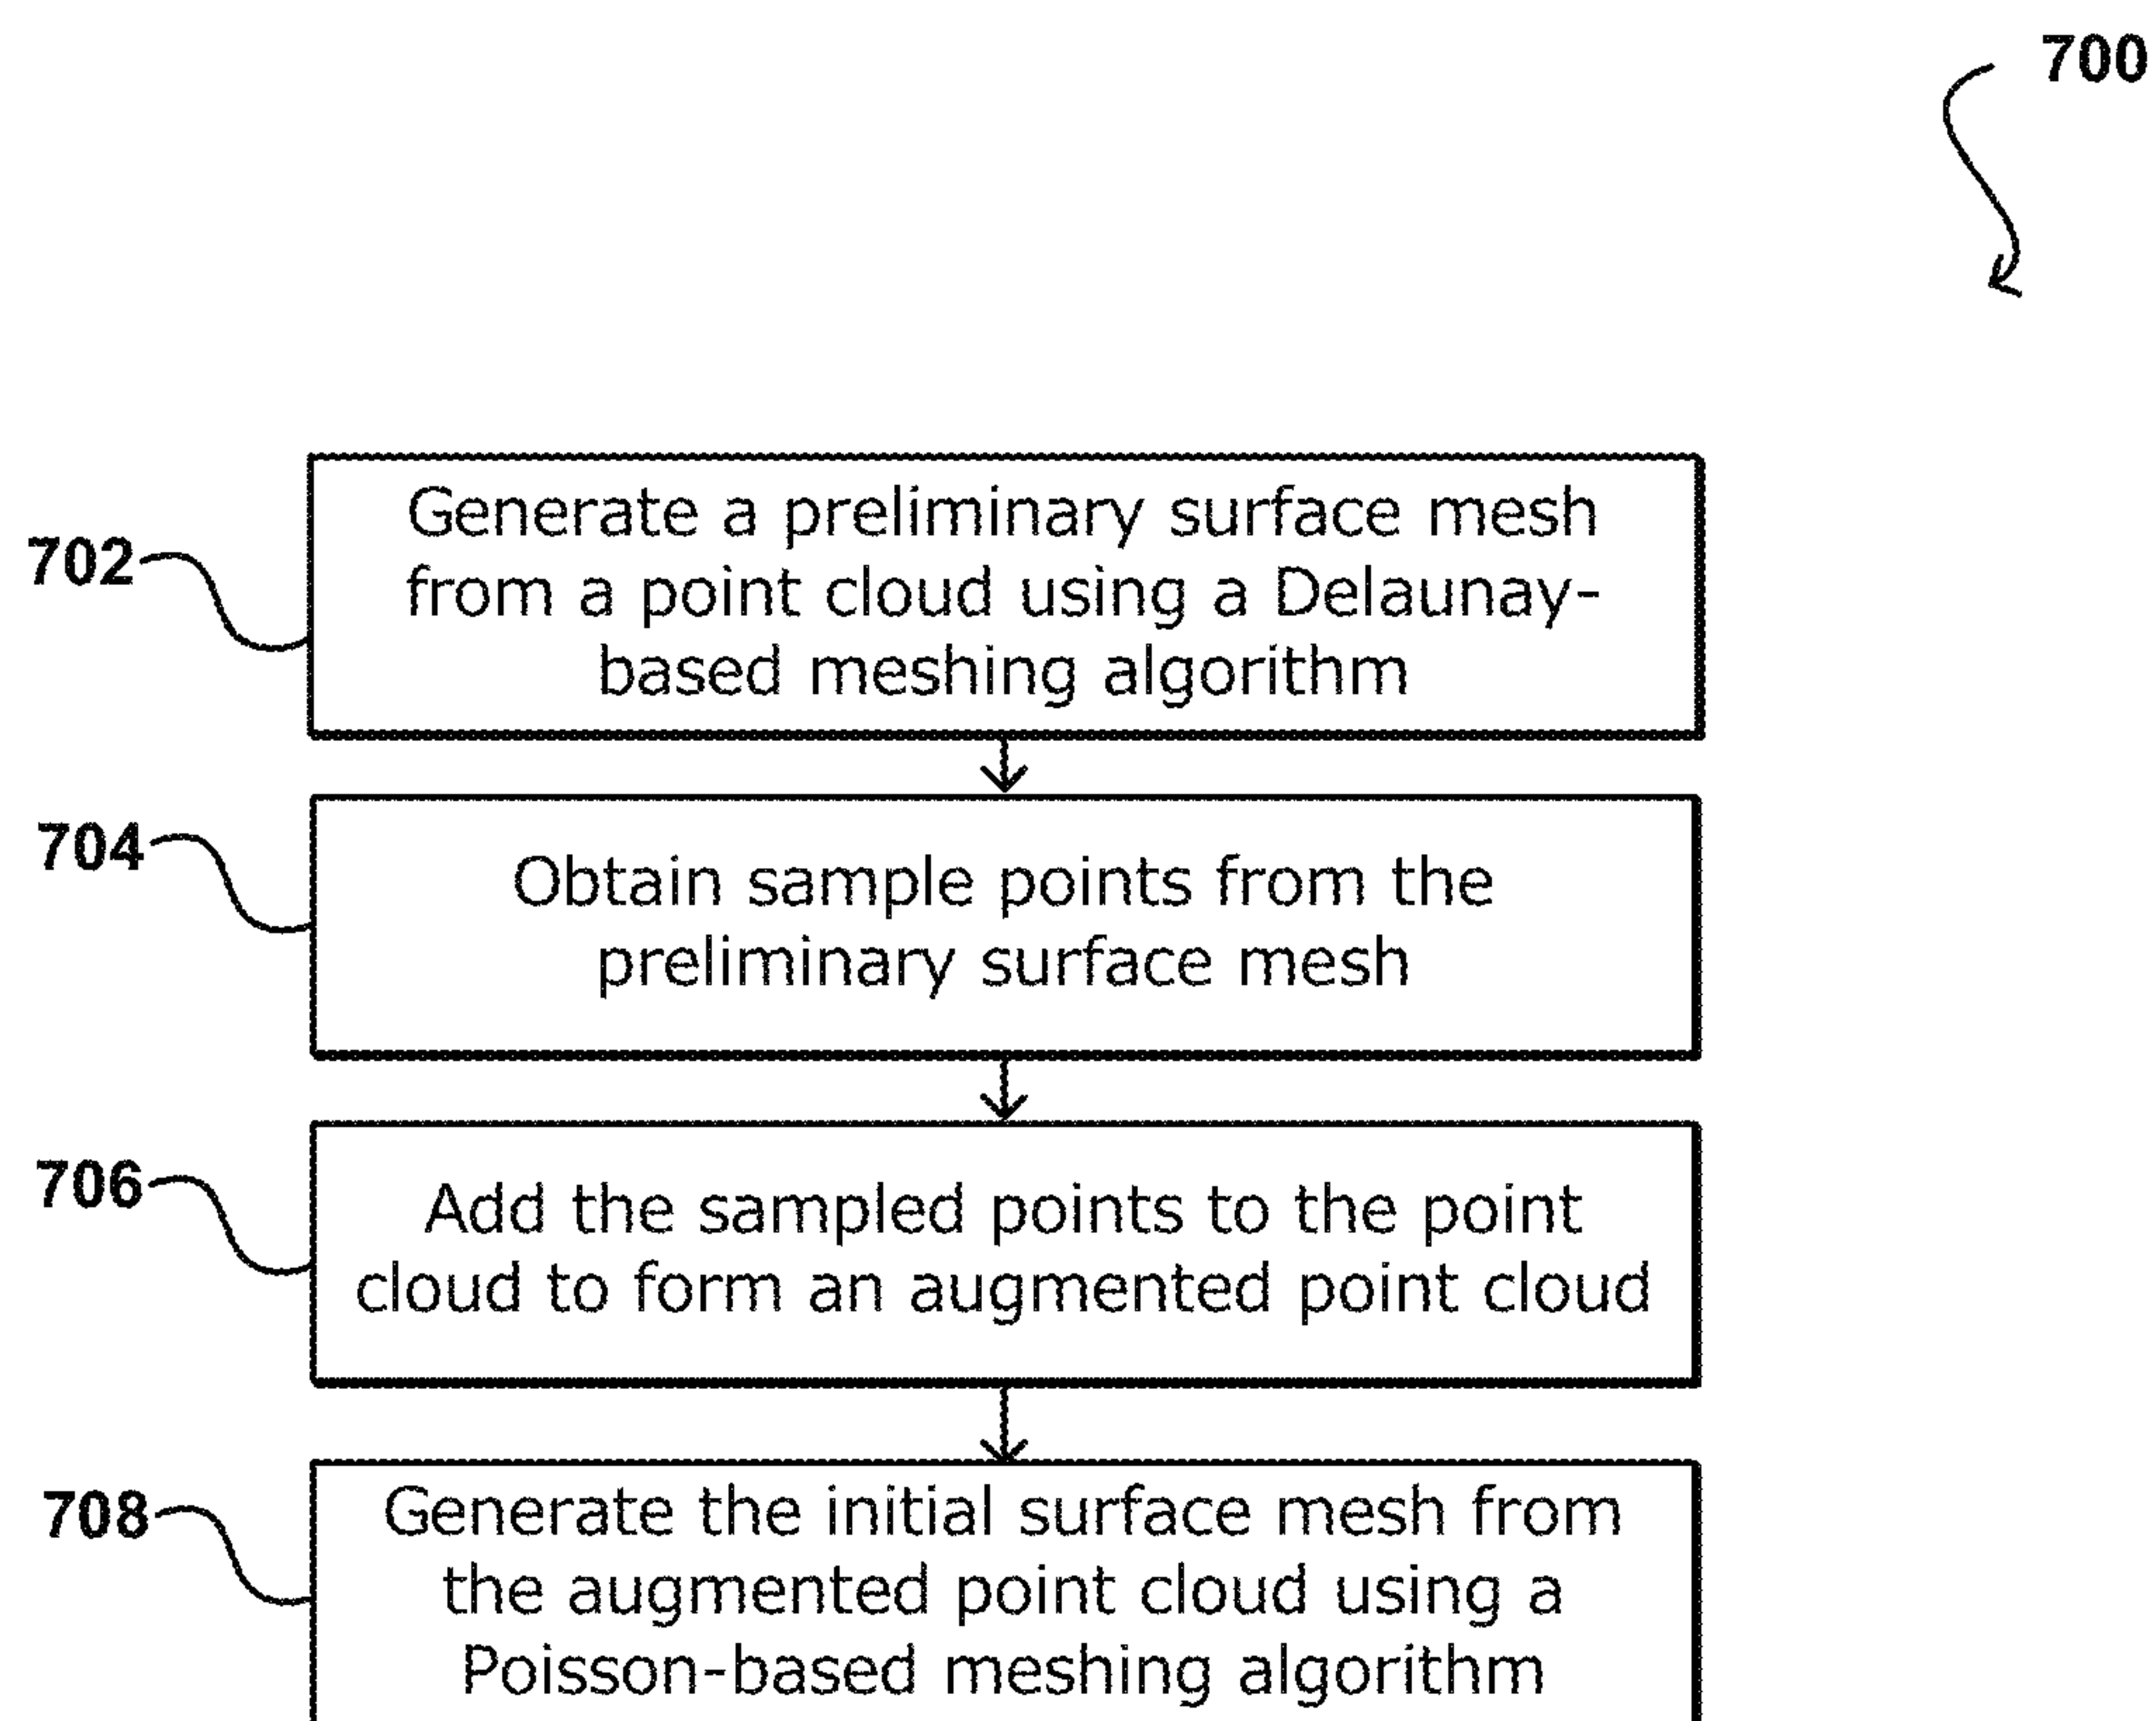 700
702
Generate a preliminary surface mesh
from a point cloud using a Delaunay-
based meshing algorithm
704
Obtain sample points from the
preliminary surface mesh
706
Add the sampled points to the point
cloud to form an augmented point cloud
708
Generate the initial surface mesh from
the augmented point cloud using a
Poisson-based meshing algorithm